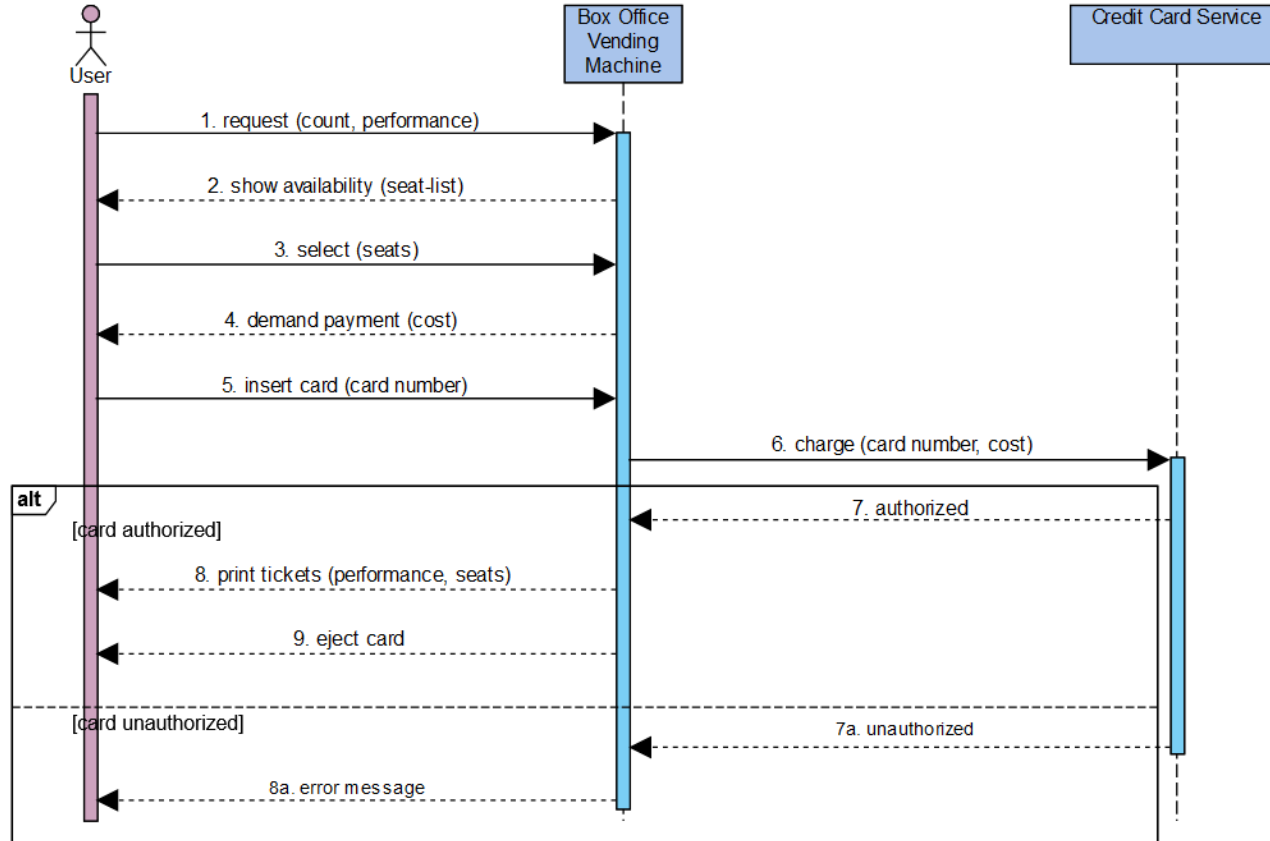 User
Box Office
Vending
Machine
Credit Card Service
1. request (count, performance)
2. show availability (seat-list)
3. select (seats)
4. demand payment (cost)
5. insert card (card number)
6. charge (card number, cost)
alt
7. authorized
[card authorized]
8. print tickets (performance, seats)
9. eject card
[card unauthorized]
7a. unauthorized
8a. error message